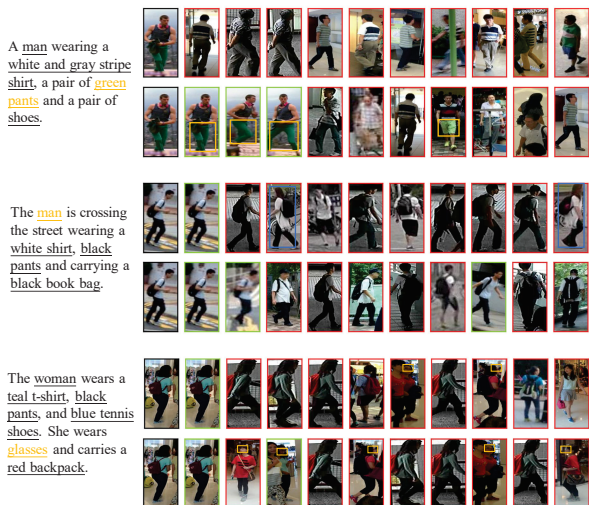 A man wearing a
white and gray stripe
shirt, a pair of green
pants and a pair of
shoes.
The man is crossing
the street wearing a
white shirt, black
pants and carrying a
black book bag.
The woman wears a
teal t-shirt, black
pants, and blue tennis
shoes. She wears
glasses and carries a
red backpack.